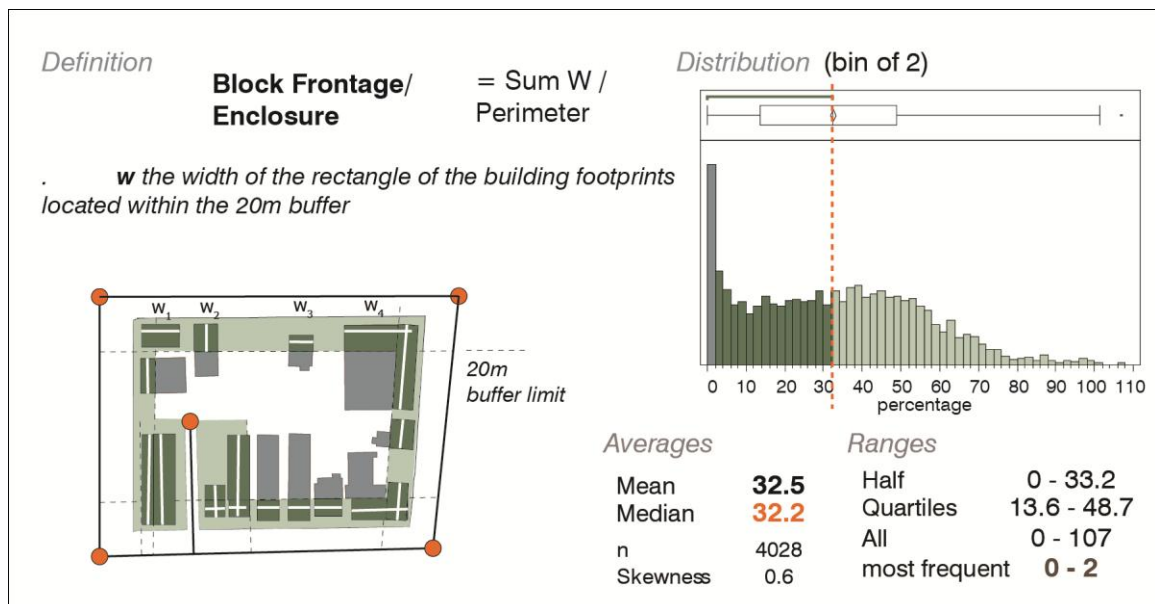 Definition
Block Frontage/
Enclosure
= Sum W /
Perimeter
. w the width of the rectangle of the building footprints
located within the 20m buffer
W1 W2 W3 W4
20m
buffer limit
Distribution (bin of 2)
0 10 20 30 40 50 60 70 80 90 100 110
percentage
Averages
Mean 32.5
Median 32.2
n 4028
Skewness 0.6
Ranges
Half 0 - 33.2
Quartiles 13.6 - 48.7
All 0 - 107
most frequent 0 - 2